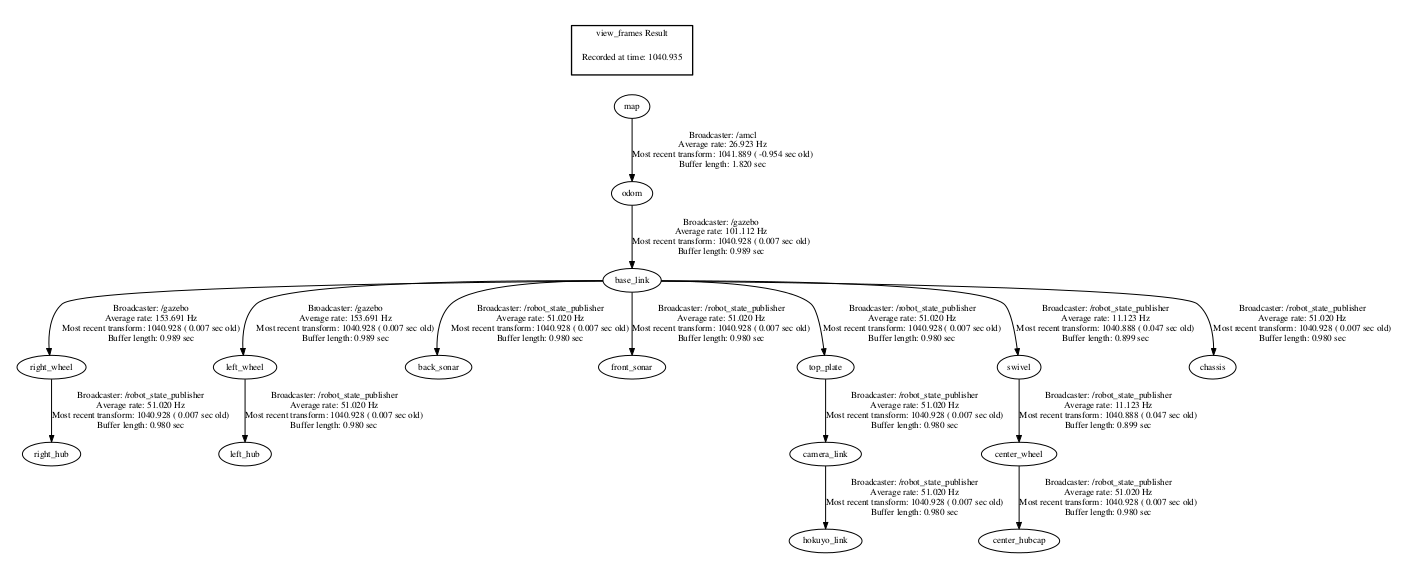 view_frames Result
Recorded at time: 1040.935
map
Broadcaster: /amcl
Average rate: 26.923 Hz
Most recent transform: 1041.889 ( -0.954 sec old)
Buffer length: 1.820 sec
odom
Broadcaster: /gazebo
Average rate: 101.112 Hz
Most recent transform: 1040.928 ( 0.007 sec old)
Buffer length: 0.989 sec
base_link
Broadcaster: /gazebo
Average rate: 153.691 Hz
Most recent transform: 1040.928 ( 0.007 sec old)
Buffer length: 0.989 sec
Broadcaster: /gazebo
Average rate: 153.691 Hz
Most recent transform: 1040.928 ( 0.007 sec old)
Buffer length: 0.989 sec
Broadcaster: /robot_state_publisher
Average rate: 51.020 Hz
Most recent transform: 1040.928 ( 0.007 sec old)
Buffer length: 0.980 sec
Broadcaster: /robot_state_publisher
Average rate: 51.020 Hz
Most recent transform: 1040.928 ( 0.007 sec old)
Buffer length: 0.980 sec
Broadcaster: /robot_state_publisher
Average rate: 51.020 Hz
Most recent transform: 1040.928 ( 0.007 sec old)
Buffer length: 0.980 sec
Broadcaster: /robot_state_publisher
Average rate: 11.123 Hz
Most recent transform: 1040.888 ( 0.047 sec old)
Buffer length: 0.899 sec
Broadcaster: /robot_state_publisher
Average rate: 51.020 Hz
Most recent transform: 1040.928 ( 0.007 sec old)
Buffer length: 0.980 sec
right_wheel
left_wheel
back_sonar
front_sonar
top_plate
swivel
chassis
Broadcaster: /robot_state_publisher
Average rate: 51.020 Hz
Most recent transform: 1040.928 ( 0.007 sec old)
Buffer length: 0.980 sec
Broadcaster: /robot_state_publisher
Average rate: 51.020 Hz
Most recent transform: 1040.928 ( 0.007 sec old)
Buffer length: 0.980 sec
Broadcaster: /robot_state_publisher
Average rate: 51.020 Hz
Most recent transform: 1040.928 ( 0.007 sec old)
Buffer length: 0.980 sec
Broadcaster: /robot_state_publisher
Average rate: 11.123 Hz
Most recent transform: 1040.888 ( 0.047 sec old)
Buffer length: 0.899 sec
right_hub
left_hub
camera_link
center_wheel
Broadcaster: /robot_state_publisher
Average rate: 51.020 Hz
Most recent transform: 1040.928 ( 0.007 sec old)
Buffer length: 0.980 sec
Broadcaster: /robot_state_publisher
Average rate: 51.020 Hz
Most recent transform: 1040.928 ( 0.007 sec old)
Buffer length: 0.980 sec
hokuyo_link
center_hubcap